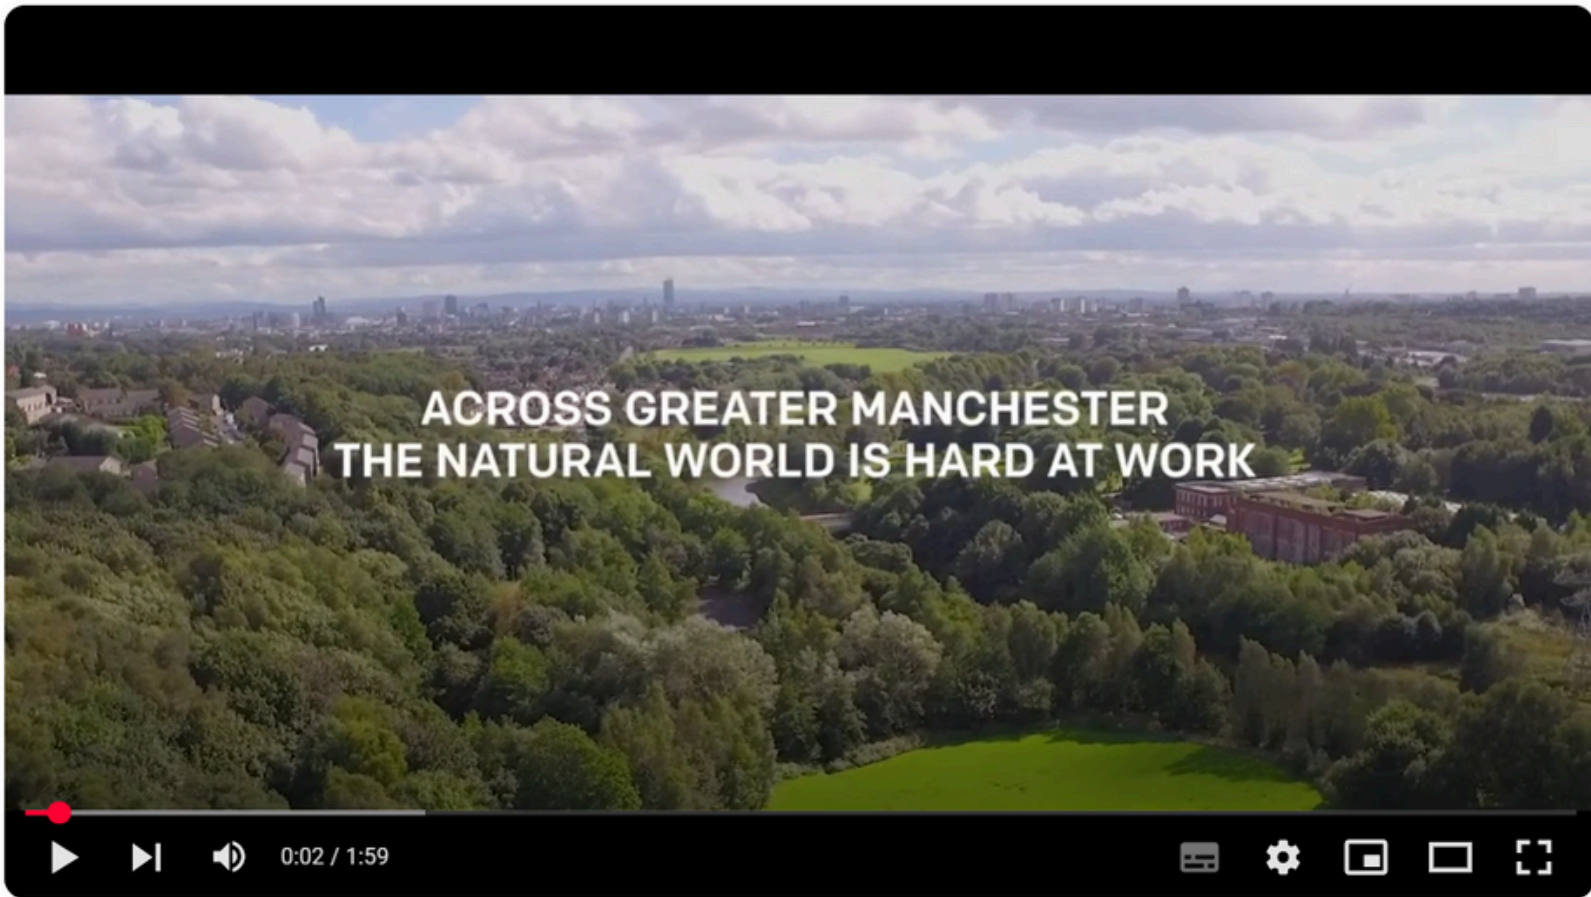 ACROSS GREATER MANCHESTER
THE NATURAL WORLD IS HARD AT WORK
0:02 / 1:59